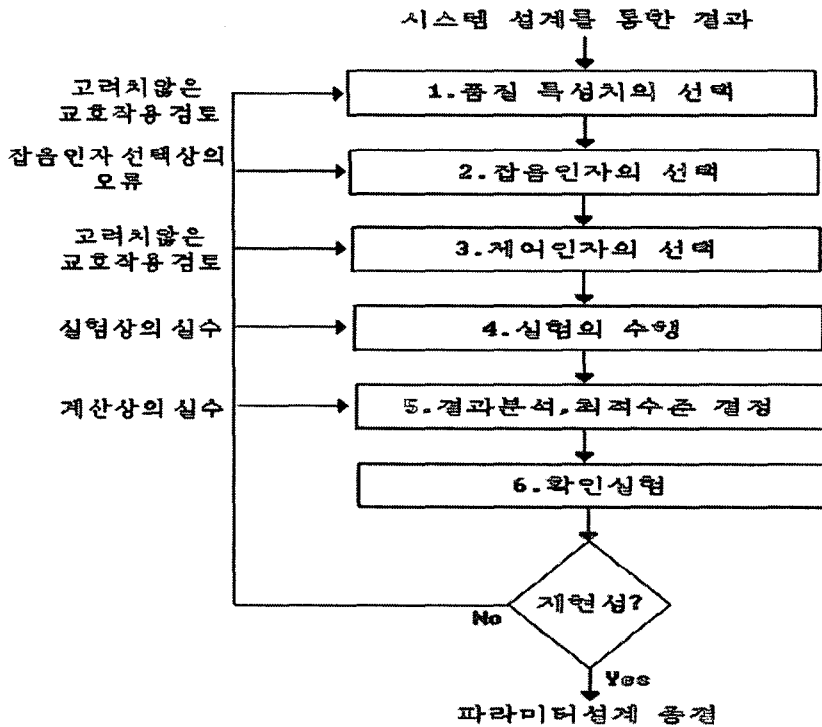 시스템 설계를 통한 결과
고려치않은
교호작용 검토
1.품질 특성치의 선택
잡음인자 선택상의
오류
2.잡음인자의 선택
고려치않은
교호작용 검토
3.제어인자의 선택
실험상의 실수
4.실험의 수행
계산상의 실수
5.결과분석,최적수준 결정
6.확인실험
재현성?
No
Yes
파라미터설계 종결